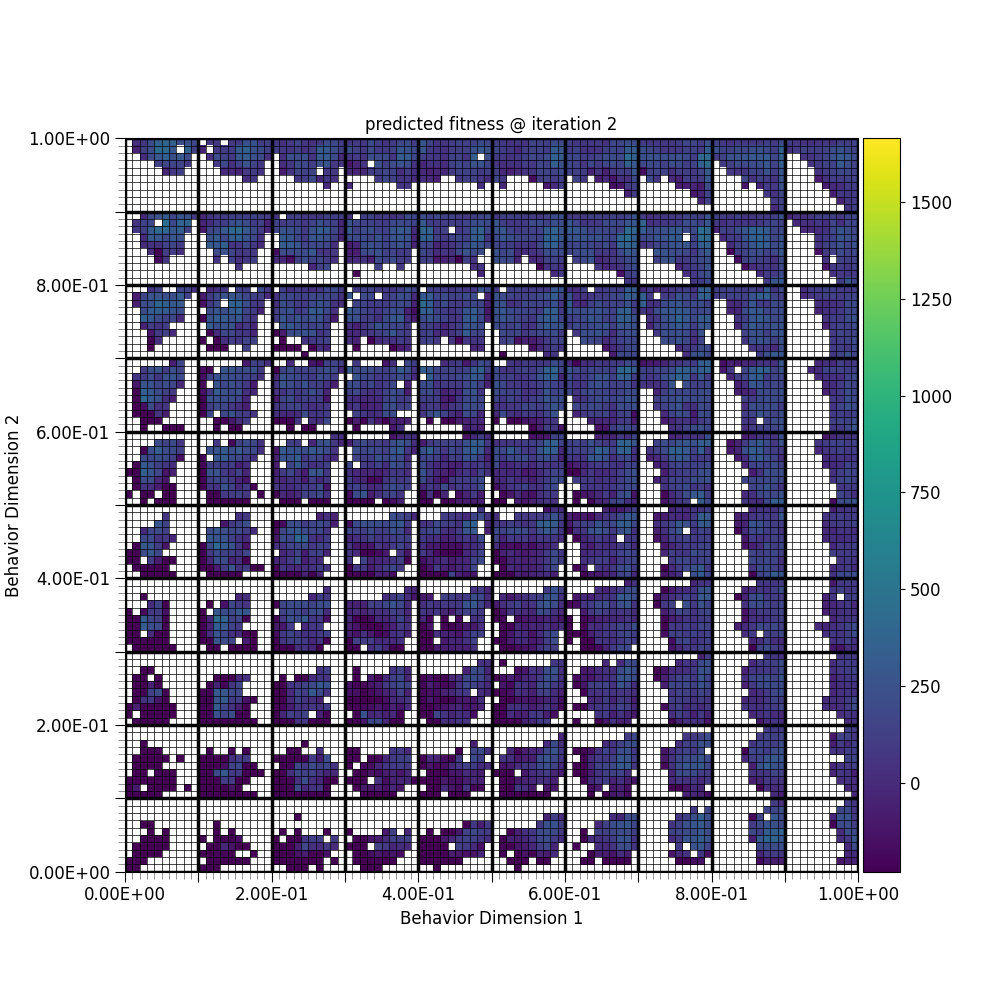 predicted fitness @ iteration 2
1.00E+00
8.00E-01
6.00E-01
4.00E-01
2.00E-01
0.00E+00
Behavior Dimension 2
0.00E+00 2.00E-01 4.00E-01 6.00E-01 8.00E-01 1.00E+00
Behavior Dimension 1
1500
1250
1000
750
500
250
0